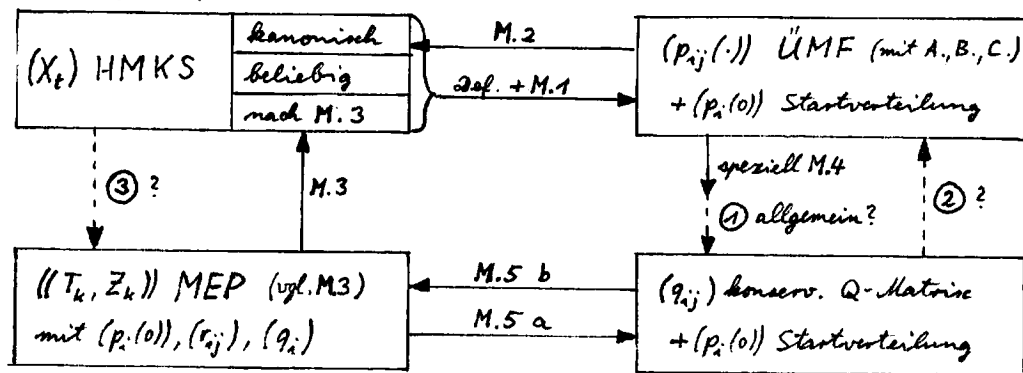 (X_t) HMKS
kanonisch
beliebig
nach M.3
M.2
Def. + M.1
(p_ij(·)) ÜMF (mit A., B., C.)
+ (p_i(0)) Startverteilung
③ ?
M.3
speziell M.4
① allgemein?
② ?
((T_k, Z_k)) MEP (vgl. M3)
mit (p_i(0)), (r_ij), (q_i)
M.5 b
M.5 a
(q_ij) konserv. Q-Matrix
+ (p_i(0)) Startverteilung